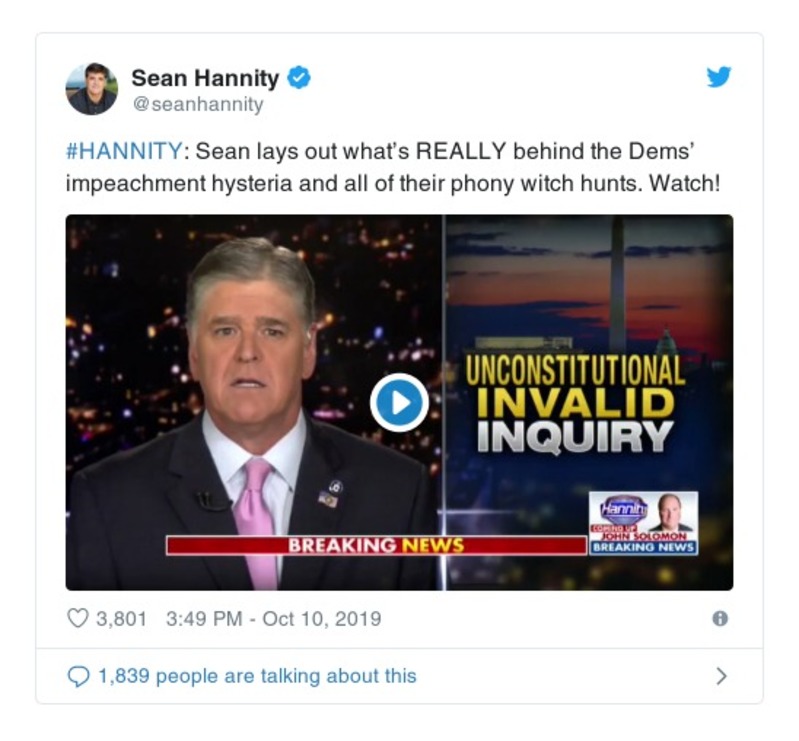 Sean Hannity
@seanhannity
#HANNITY: Sean lays out what's REALLY behind the Dems'
impeachment hysteria and all of their phony witch hunts. Watch!
UNCONSTITUTIONAL
INVALID
INQUIRY
Hannity
COMING UP
JOHN SOLOMON
BREAKING NEWS
BREAKING NEWS
3,801 3:49 PM - Oct 10, 2019
1,839 people are talking about this